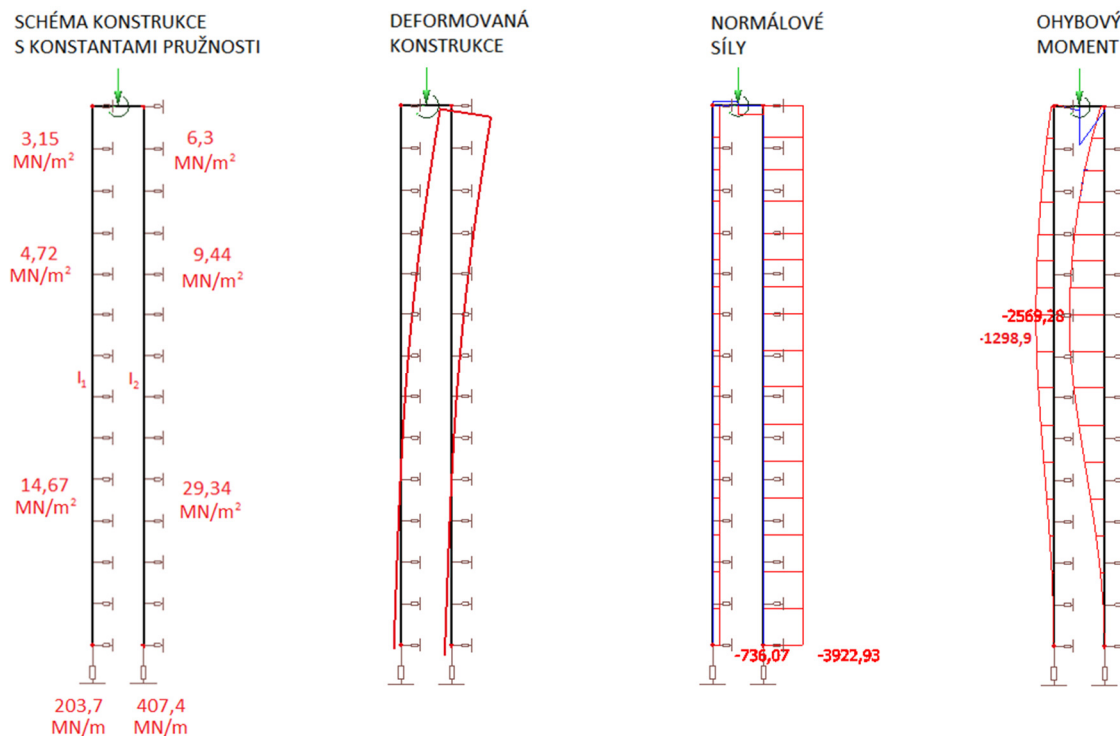 SCHÉMA KONSTRUKCE
S KONSTANTAMI PRUŽNOSTI
3,15
MN/m²
6,3
MN/m²
4,72
MN/m²
9,44
MN/m²
I₁
I₂
14,67
MN/m²
29,34
MN/m²
203,7
MN/m
407,4
MN/m
DEFORMOVANÁ
KONSTRUKCE
NORMÁLOVÉ
SÍLY
-736,07
-3922,93
OHYBOVÝ
MOMENT
-2569,28
-1298,9